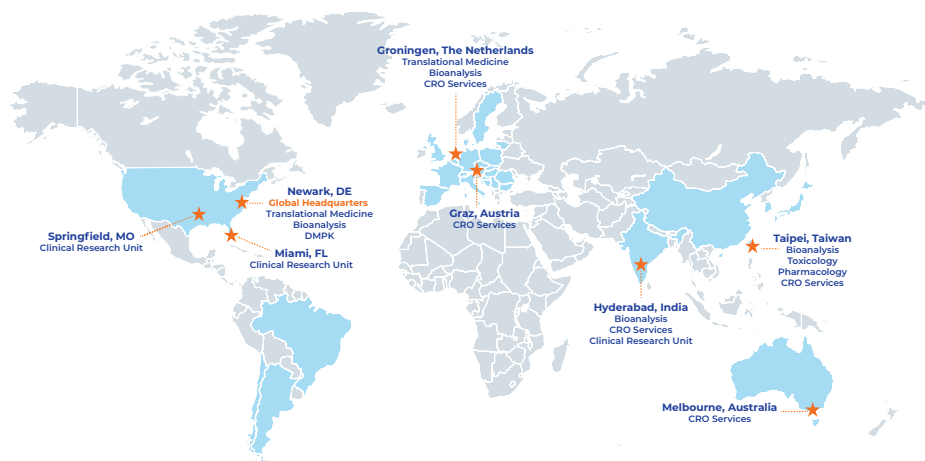 Groningen, The Netherlands
Translational Medicine
Bioanalysis
CRO Services
Newark, DE
Global Headquarters
Translational Medicine
Bioanalysis
DMPK
Springfield, MO
Clinical Research Unit
Miami, FL
Clinical Research Unit
Graz, Austria
CRO Services
Taipei, Taiwan
Bioanalysis
Toxicology
Pharmacology
CRO Services
Hyderabad, India
Bioanalysis
CRO Services
Clinical Research Unit
Melbourne, Australia
CRO Services